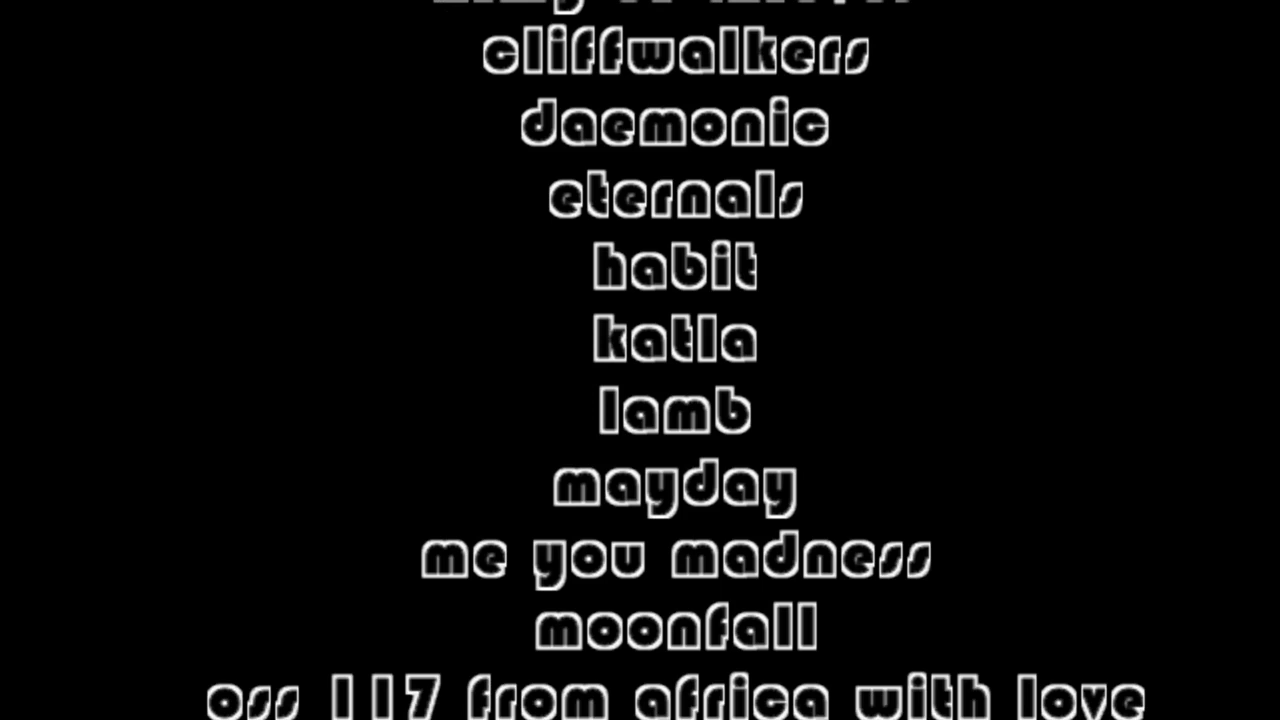 cliffwalkers
daemonic
eternals
habit
katla
lamb
mayday
me you madness
moonfall
oss 117 from africa with love